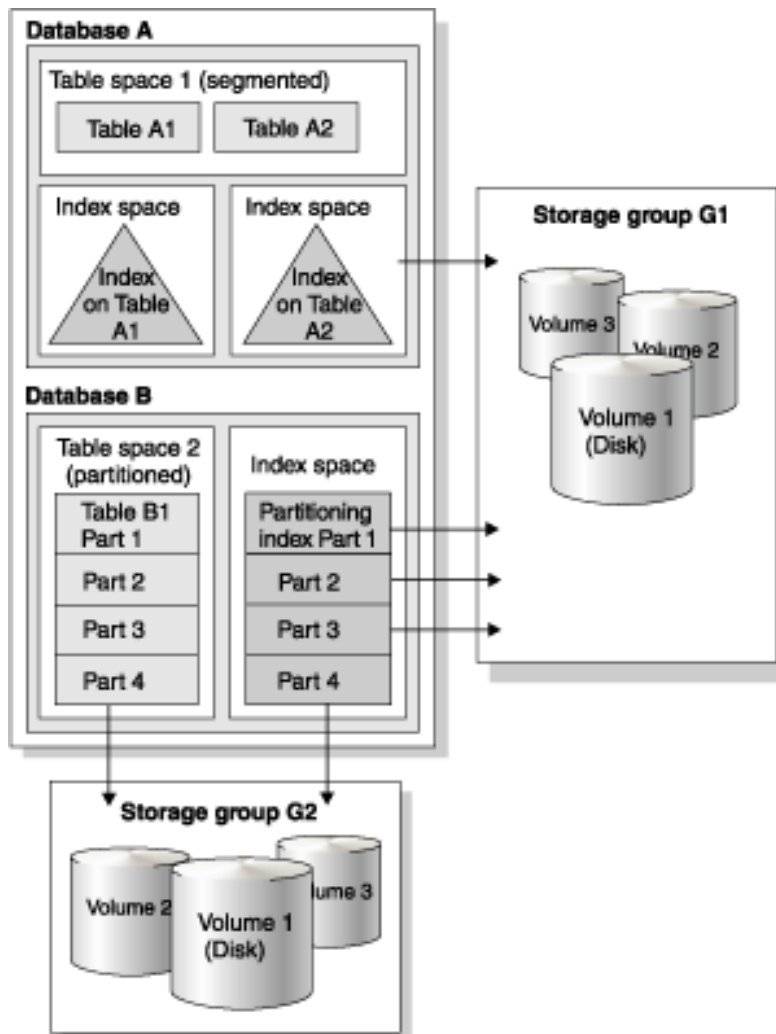 Database A
Table space 1 (segmented)
Table A1
Table A2
Index space
Index
on Table
A1
Index space
Index
on Table
A2
Database B
Table space 2
(partitioned)
Table B1
Part 1
Part 2
Part 3
Part 4
Index space
Partitioning
index Part 1
Part 2
Part 3
Part 4
Storage group G1
Volume 3
Volume 2
Volume 1
(Disk)
Storage group G2
Volume 2
Volume 1
(Disk)
olume 3